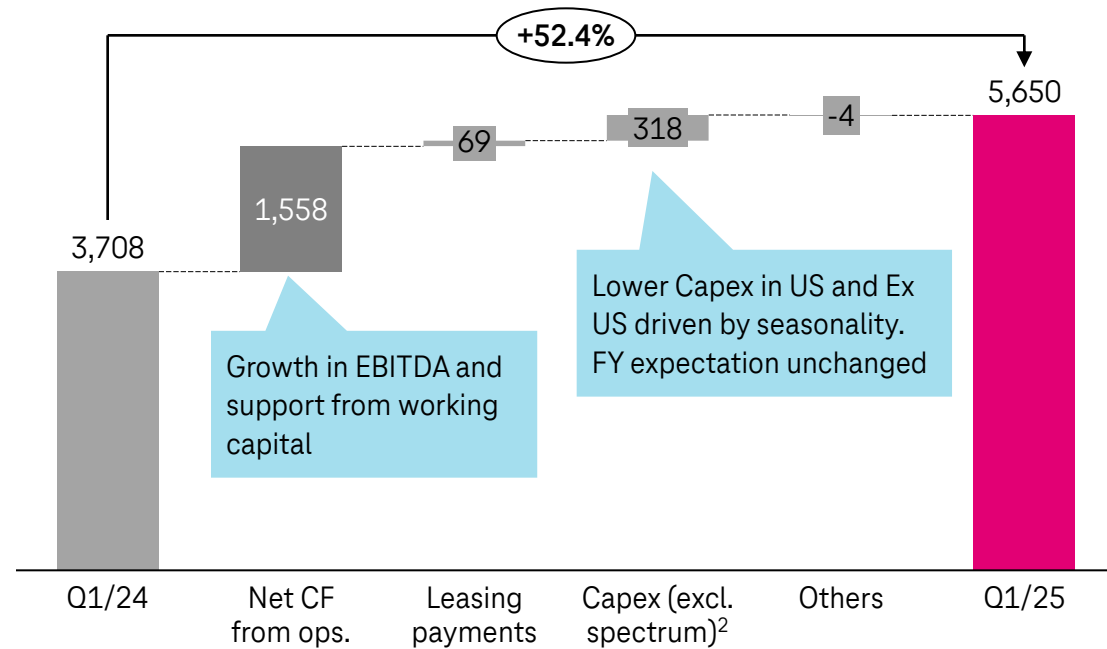 +52.4%
5,650
-4
318
69
1,558
3,708
Lower Capex in US and Ex
US driven by seasonality.
FY expectation unchanged
Growth in EBITDA and
support from working
capital
Q1/24
Net CF
from ops.
Leasing
payments
Capex (excl.
spectrum)²
Others
Q1/25